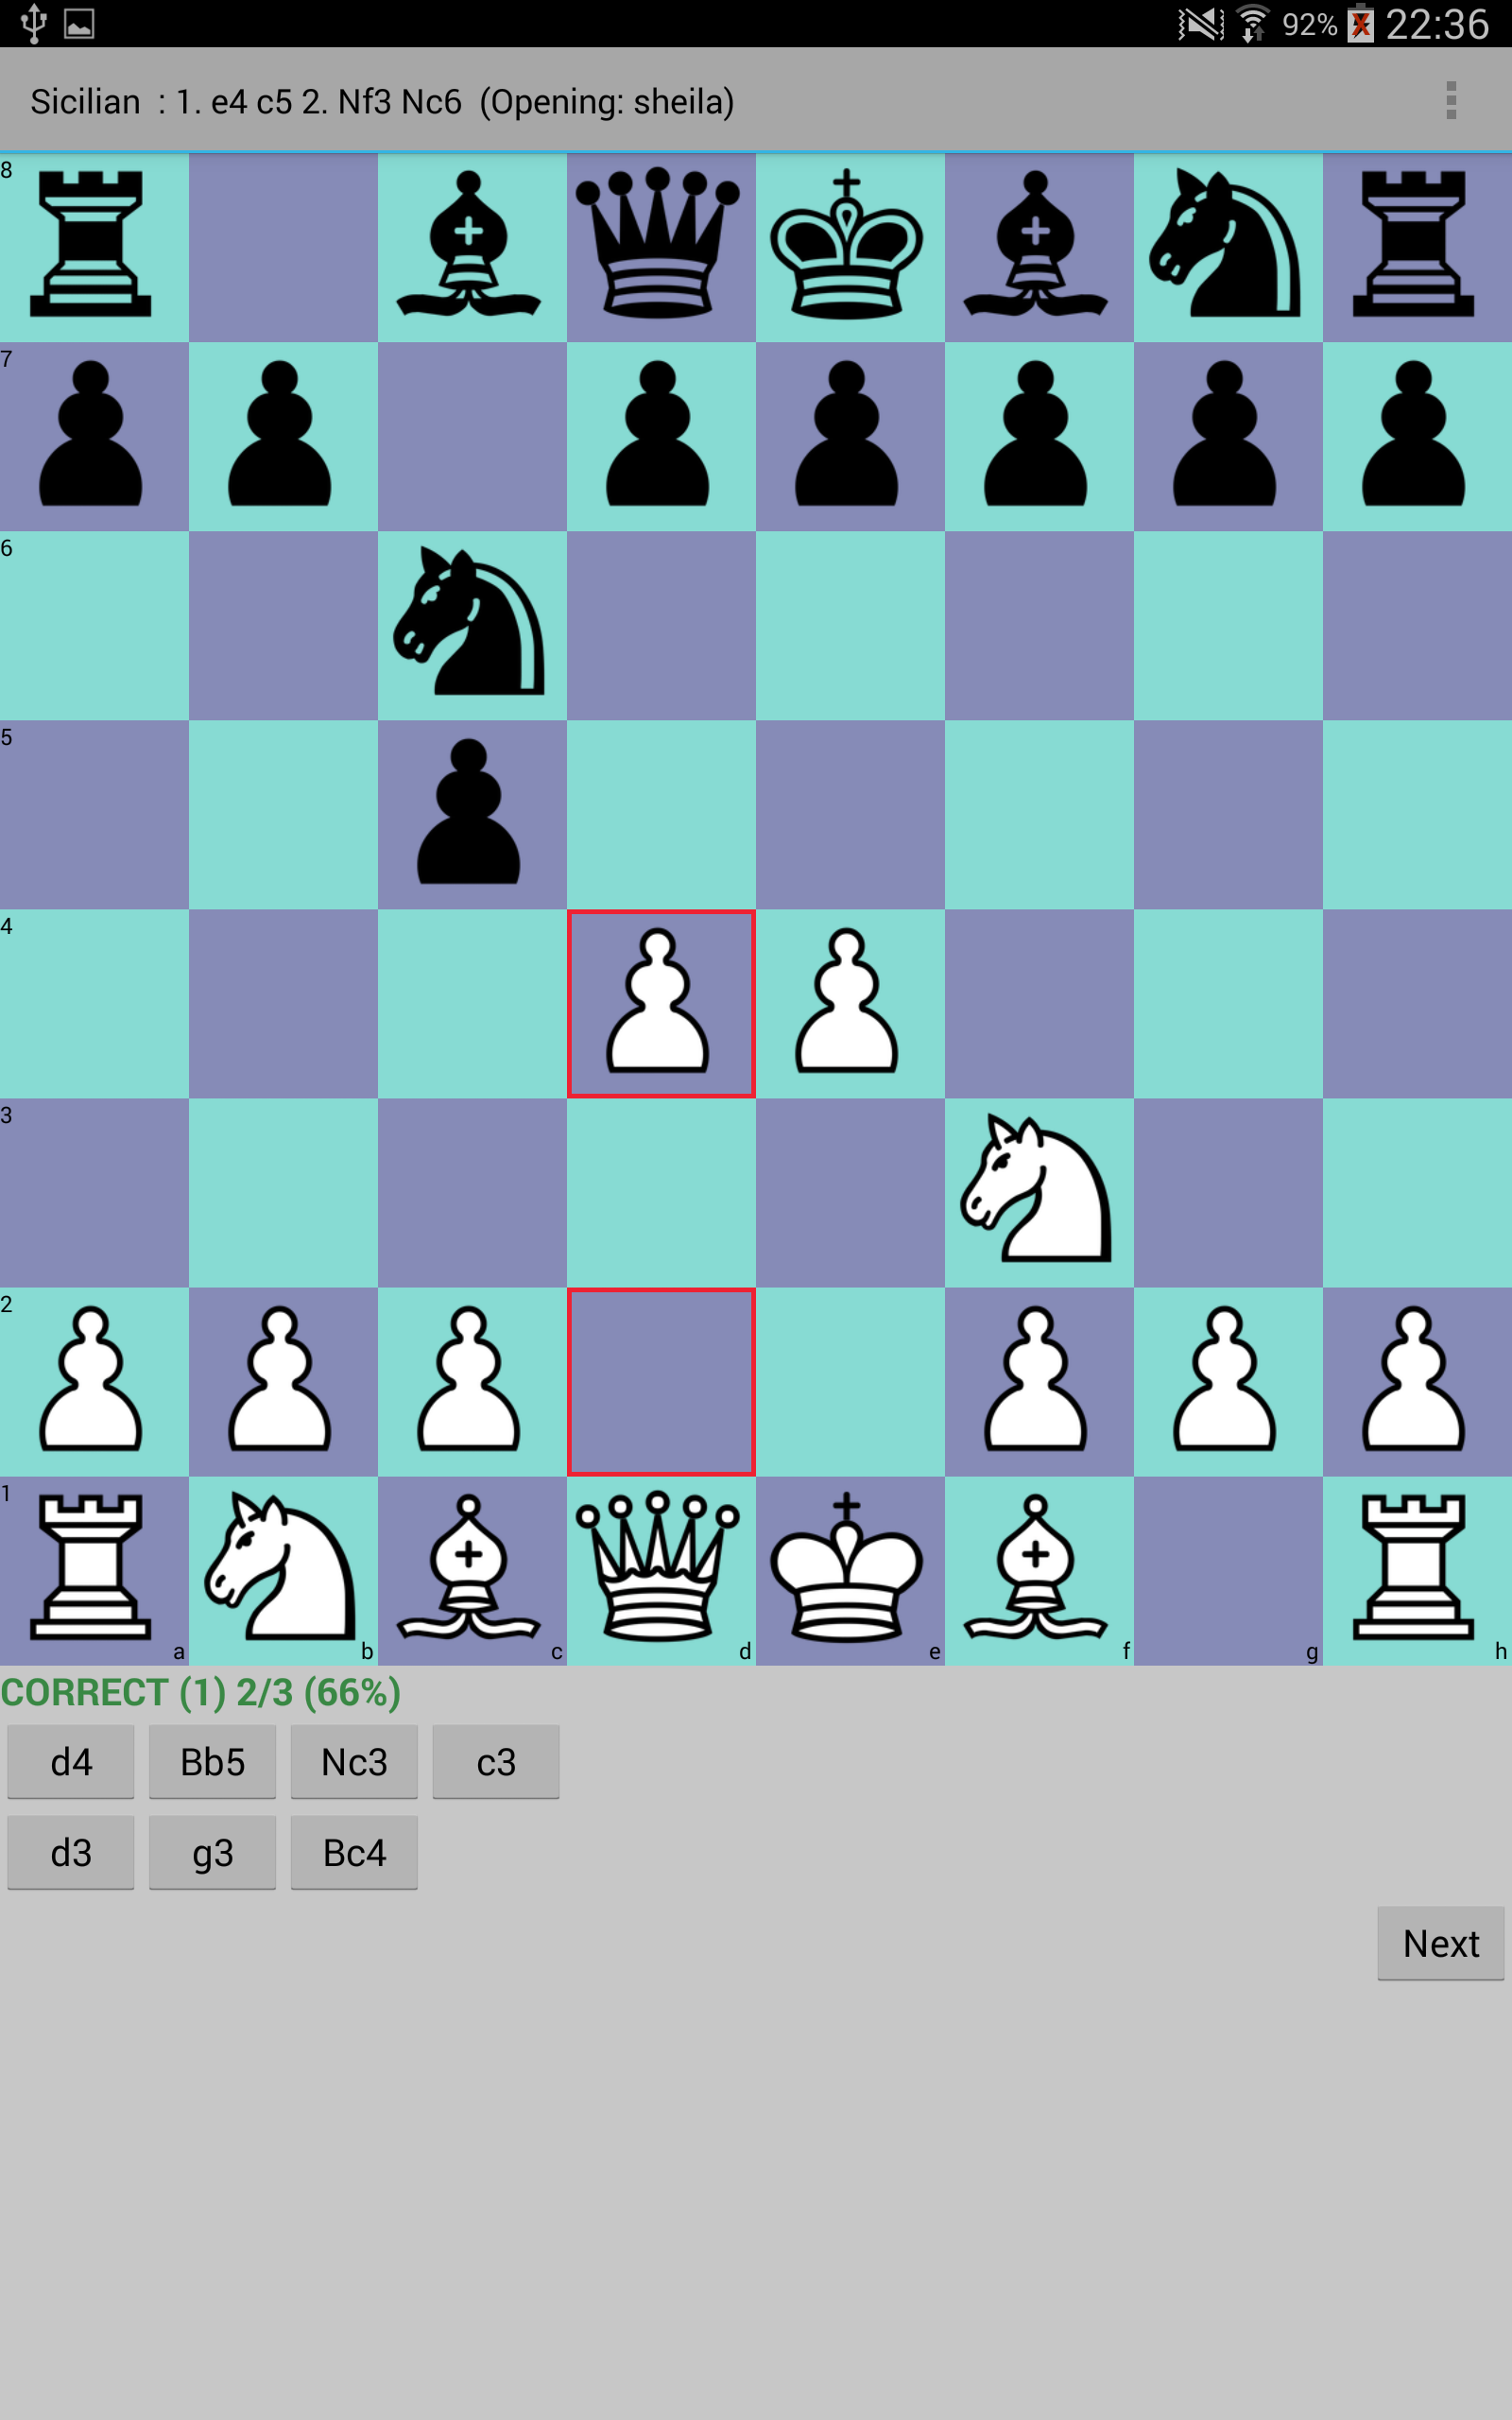 92% 22:36
Sicilian : 1. e4 c5 2. Nf3 Nc6 (Opening: sheila)
8
7
6
5
4
3
2
1
a b c d e f g h
CORRECT (1) 2/3 (66%)
d4 Bb5 Nc3 c3
d3 g3 Bc4
Next